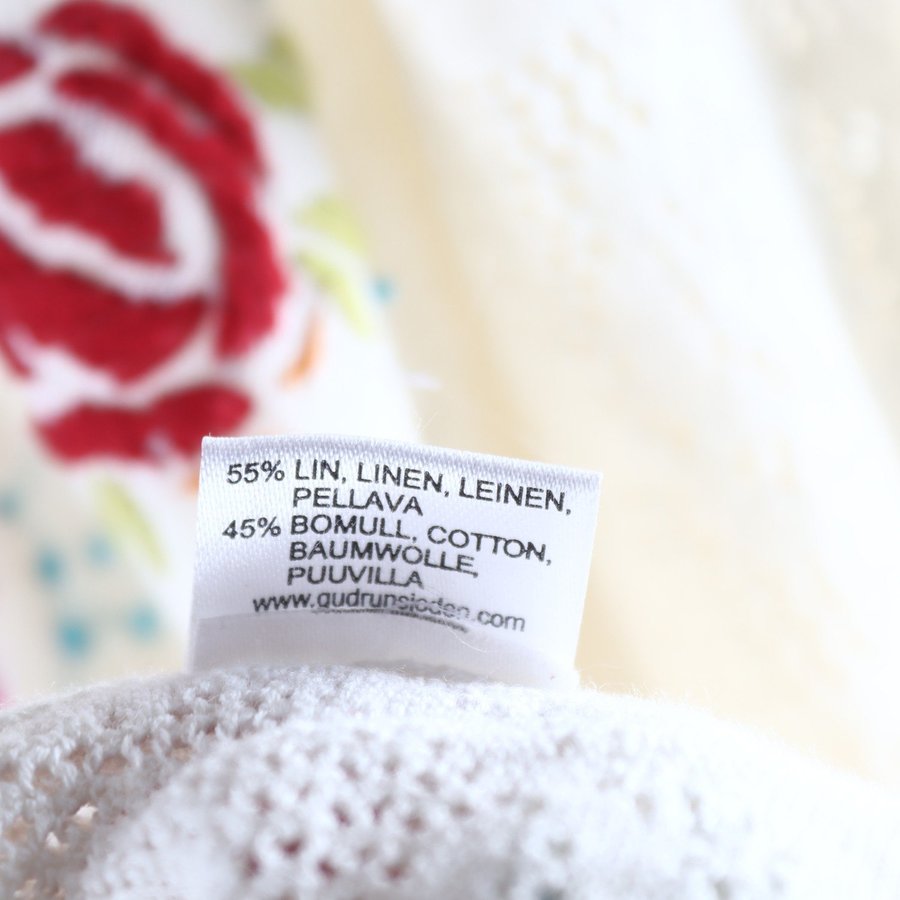 55% LIN, LINEN, LEINEN,
PELLAVA
45% BOMULL, COTTON,
BAUMWOLLE,
PUUVILLA
www.gudrunsjoden.com